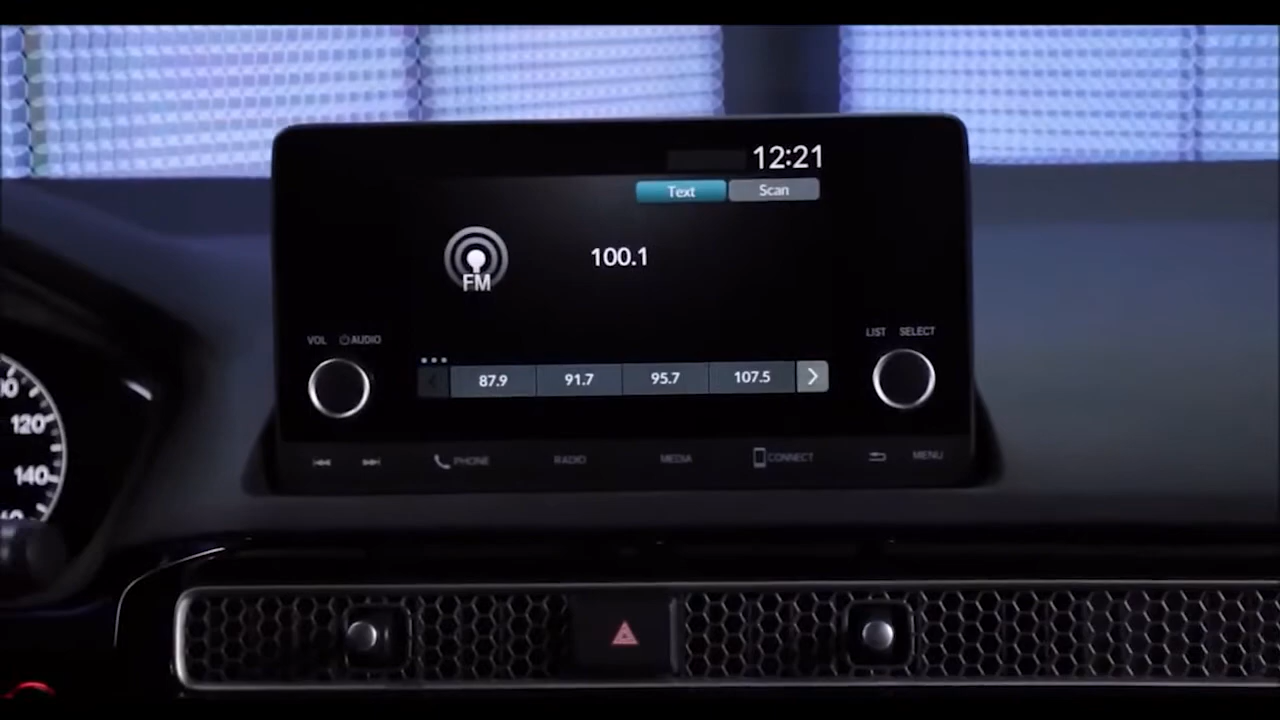 12:21
Text Scan
100.1
FM
VOL AUDIO
LIST SELECT
87.9 91.7 95.7 107.5
PHONE RADIO MEDIA CONNECT MENU
120
140